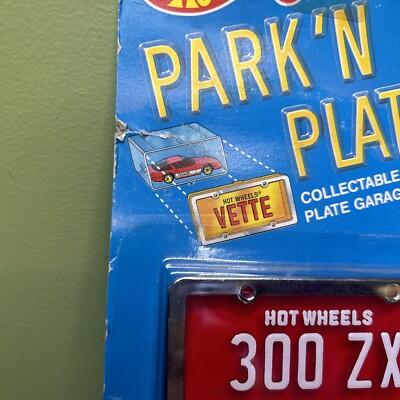 PARK'N
PLAT
COLLECTABLE
PLATE GARAG
HOT WHEELS®
VETTE
HOT WHEELS
300 ZX